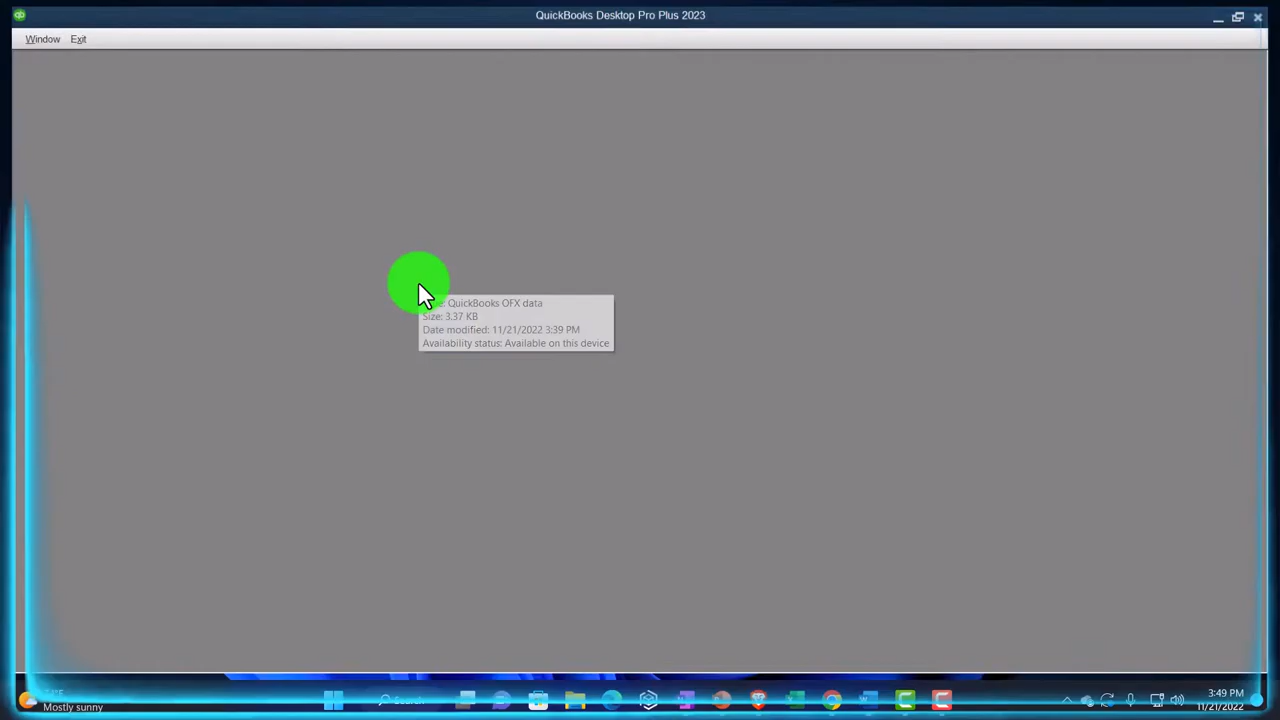 QuickBooks Desktop Pro Plus 2023
Window Exit
QuickBooks OFX data
Size: 3.37 KB
Date modified: 11/21/2022 3:39 PM
Availability status: Available on this device
Search
Mostly sunny
3:49 PM
11/21/2022